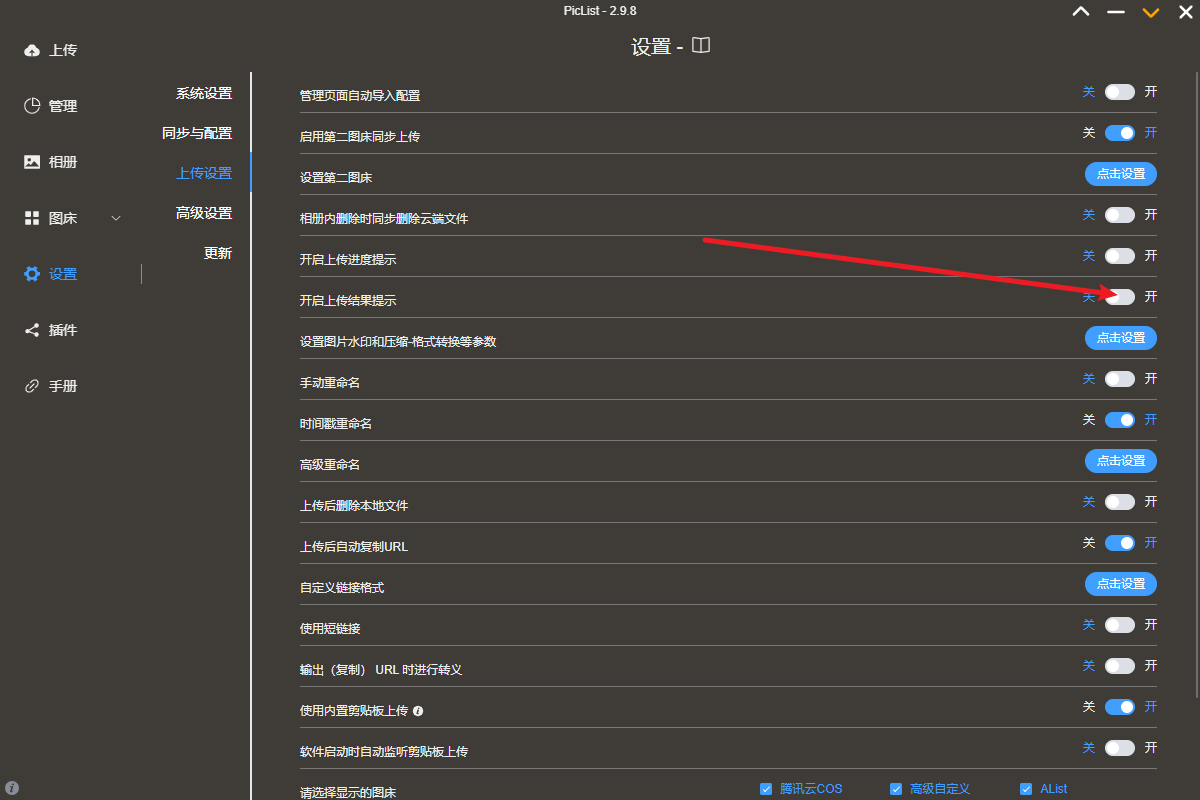 PicList - 2.9.8
设置 -
上传
管理
相册
图床
设置
插件
手册
系统设置
同步与配置
上传设置
高级设置
更新
管理页面自动导入配置 关 开
启用第二图床同步上传 关 开
设置第二图床 点击设置
相册内删除时同步删除云端文件 关 开
开启上传进度提示 关 开
开启上传结果提示 关 开
设置图片水印和压缩-格式转换等参数 点击设置
手动重命名 关 开
时间戳重命名 关 开
高级重命名 点击设置
上传后删除本地文件 关 开
上传后自动复制URL 关 开
自定义链接格式 点击设置
使用短链接 关 开
输出（复制） URL 时进行转义 关 开
使用内置剪贴板上传 关 开
软件启动时自动监听剪贴板上传 关 开
请选择显示的图床 腾讯云COS 高级自定义 AList